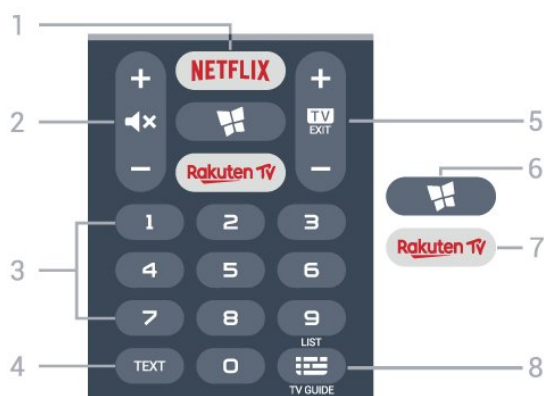 1
NETFLIX
+ +
2
TV
EXIT
5
6
- -
Rakuten TV
Rakuten TV
7
1 2 3
3
4 5 6
7 8 9
LIST
4
TEXT
0
8
TV GUIDE